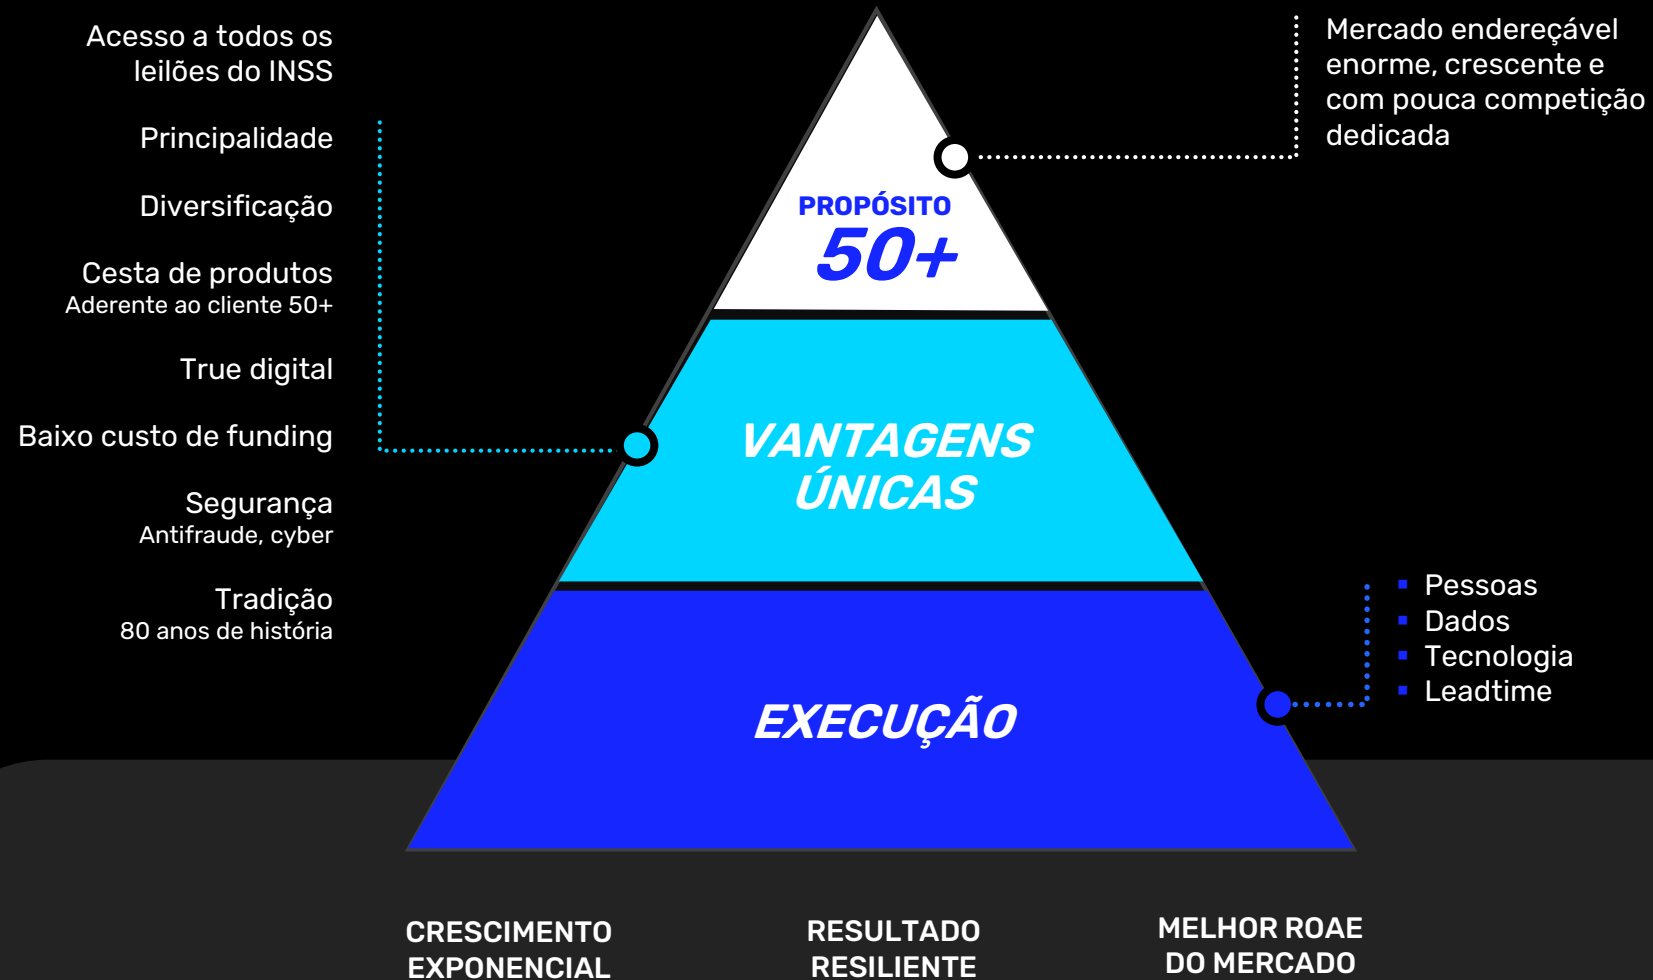 Acesso a todos os
leilões do INSS
Principalidade
Diversificação
Cesta de produtos
Aderente ao cliente 50+
True digital
Baixo custo de funding
Segurança
Antifraude, cyber
Tradição
80 anos de história
Mercado endereçável
enorme, crescente e
com pouca competição
dedicada
PROPÓSITO
50+
VANTAGENS
ÚNICAS
EXECUÇÃO
Pessoas
Dados
Tecnologia
Leadtime
CRESCIMENTO
EXPONENCIAL
RESULTADO
RESILIENTE
MELHOR ROAE
DO MERCADO